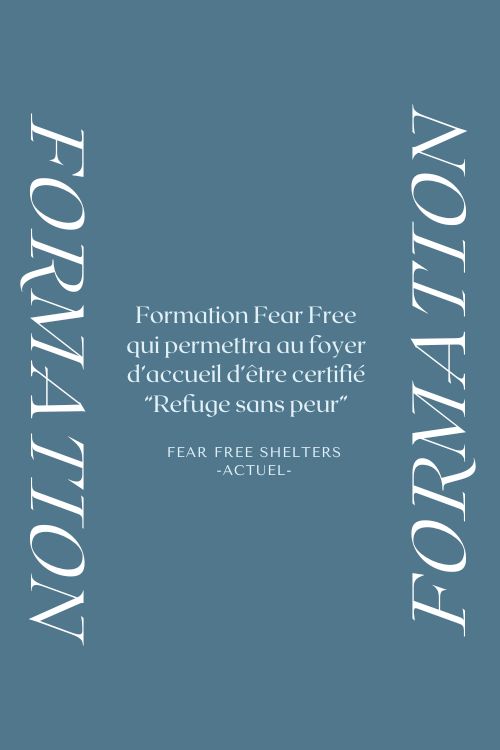 FORMATION
Formation Fear Free
qui permettra au foyer
d'accueil d'être certifié
“Refuge sans peur”
FEAR FREE SHELTERS
-ACTUEL-
FORMATION